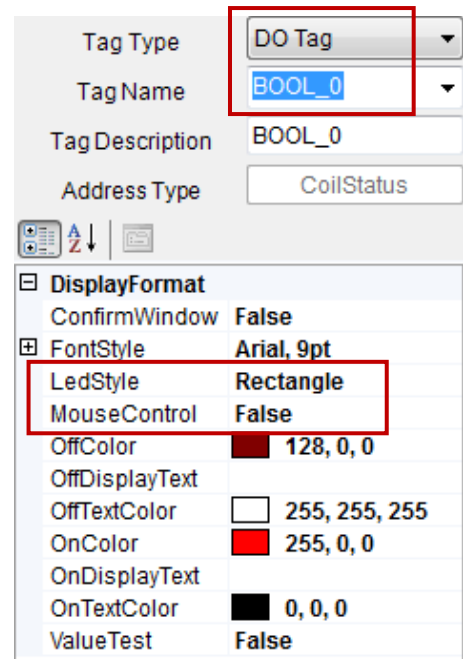 Tag Type DO Tag
Tag Name BOOL_0
Tag Description BOOL_0
Address Type CoilStatus
A
Z
DisplayFormat
ConfirmWindow False
FontStyle Arial, 9pt
LedStyle Rectangle
MouseControl False
OffColor 128, 0, 0
OffDisplayText
OffTextColor 255, 255, 255
OnColor 255, 0, 0
OnDisplayText
OnTextColor 0, 0, 0
ValueTest False